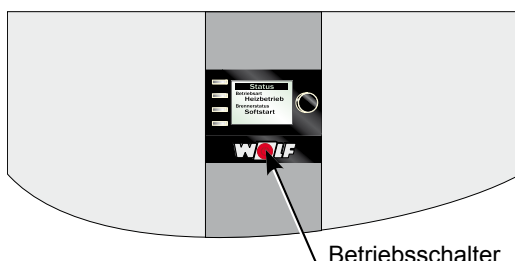 Status
Betriebsart
Heizbetrieb
Brennerstatus
Softstart
WOLF
Betriebsschalter